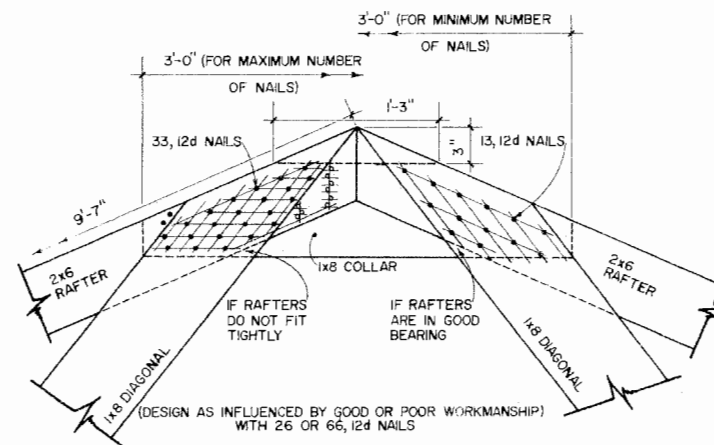 3'-0" (FOR MINIMUM NUMBER
OF NAILS)
3'-0" (FOR MAXIMUM NUMBER
OF NAILS)
1'-3"
33, 12d NAILS
13, 12d NAILS
3"
9'-7"
2x6
RAFTER
1x8 COLLAR
2x6
RAFTER
IF RAFTERS
DO NOT FIT
TIGHTLY
IF RAFTERS
ARE IN GOOD
BEARING
1x8 DIAGONAL
1x8 DIAGONAL
(DESIGN AS INFLUENCED BY GOOD OR POOR WORKMANSHIP)
WITH 26 OR 66, 12d NAILS